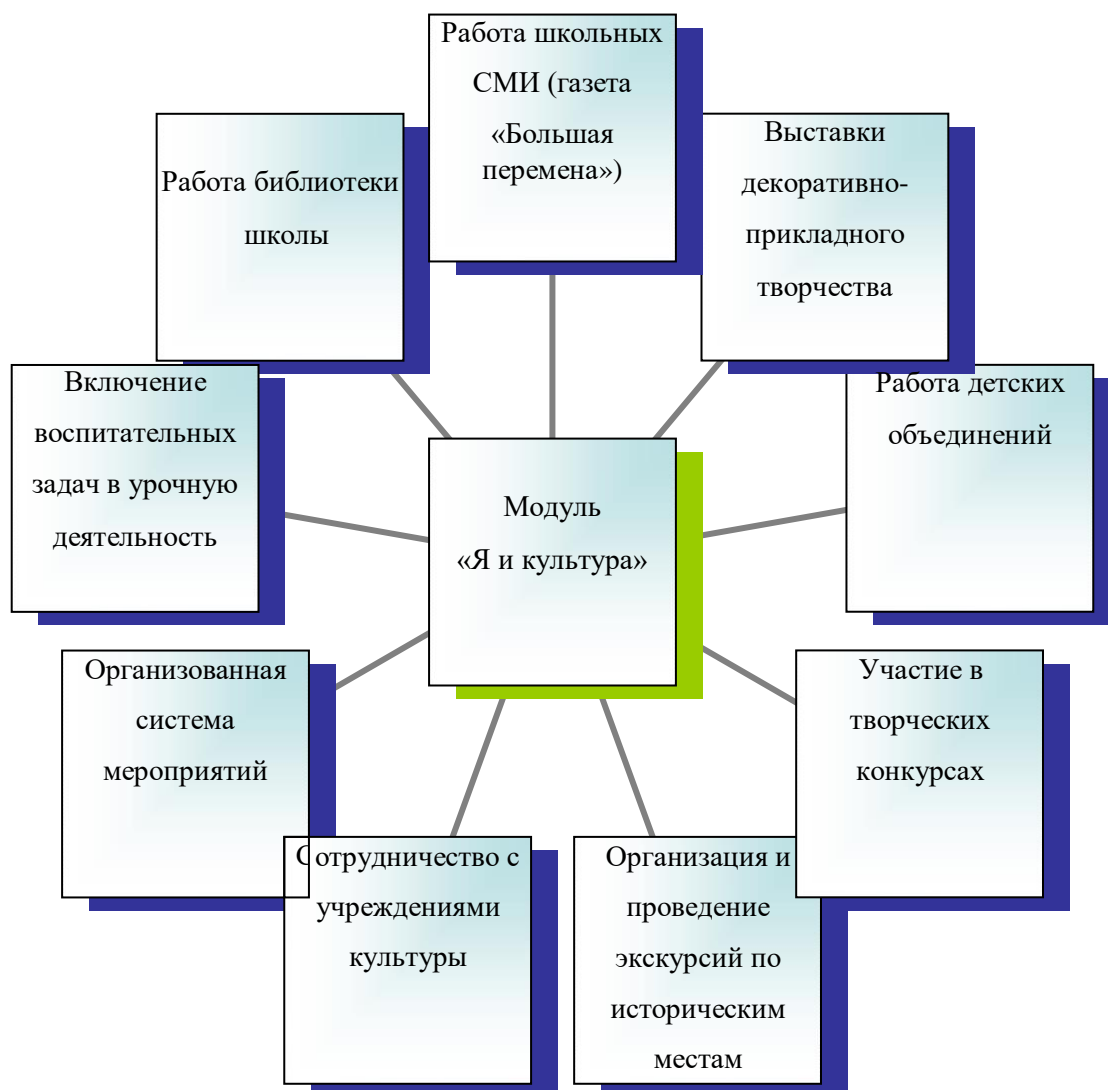 Работа школьных
СМИ (газета
«Большая
перемена»)
Выставки
декоративно-
прикладного
творчества
Работа детских
объединений
Участие в
творческих
конкурсах
Организация и
проведение
экскурсий по
историческим
местам
Сотрудничество с
учреждениями
культуры
Организованная
система
мероприятий
Включение
воспитательных
задач в урочную
деятельность
Работа библиотеки
школы
Модуль
«Я и культура»